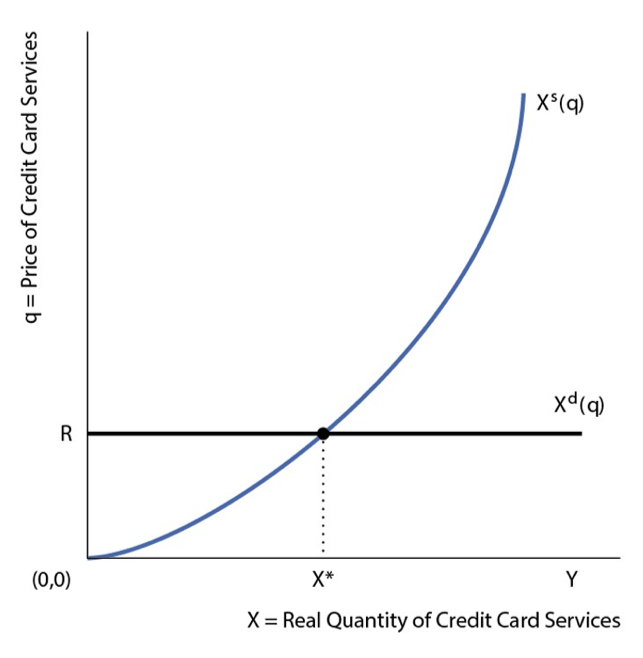 q = Price of Credit Card Services
Xˢ(q)
Xᵈ(q)
R
(0,0)
X*
Y
X = Real Quantity of Credit Card Services